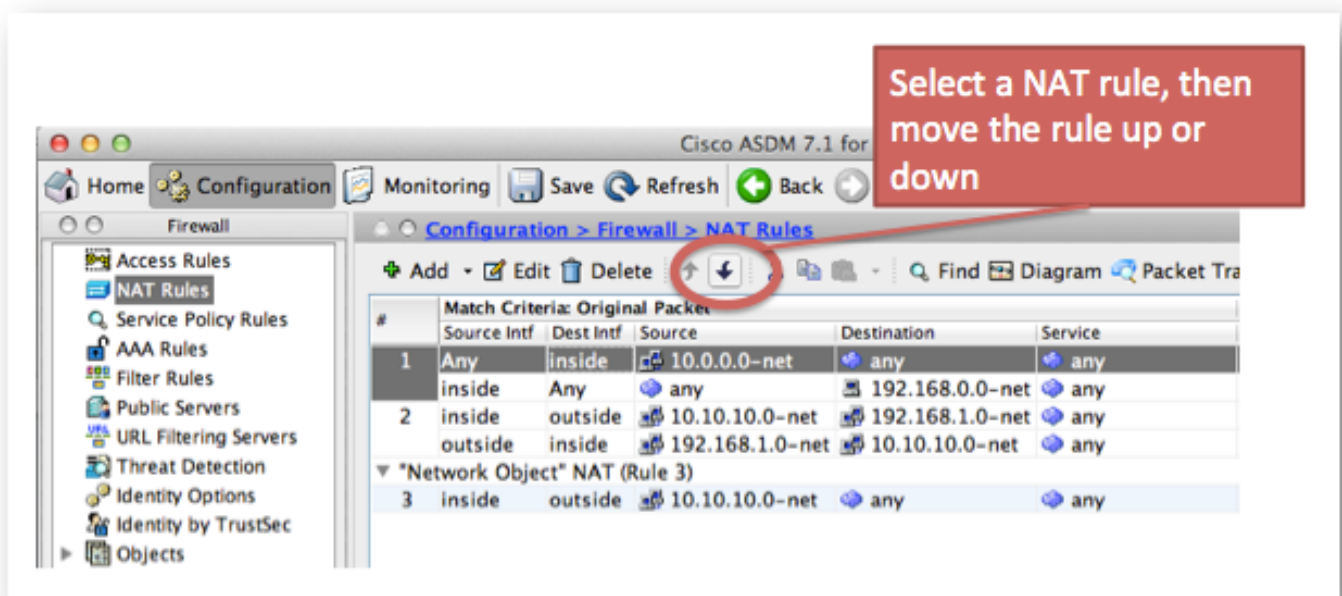 Select a NAT rule, then
move the rule up or
down
Cisco ASDM 7.1 for
Home Configuration Monitoring Save Refresh Back
Firewall
Configuration > Firewall > NAT Rules
Access Rules
NAT Rules
Service Policy Rules
AAA Rules
Filter Rules
Public Servers
URL Filtering Servers
Threat Detection
Identity Options
Identity by TrustSec
Objects
Add Edit Delete Find Diagram Packet Tra
# Match Criteria: Original Packet
Source Intf Dest Intf Source Destination Service
1 Any inside 10.0.0.0-net any any
inside Any any 192.168.0.0-net any
2 inside outside 10.10.10.0-net 192.168.1.0-net any
outside inside 192.168.1.0-net 10.10.10.0-net any
"Network Object" NAT (Rule 3)
3 inside outside 10.10.10.0-net any any